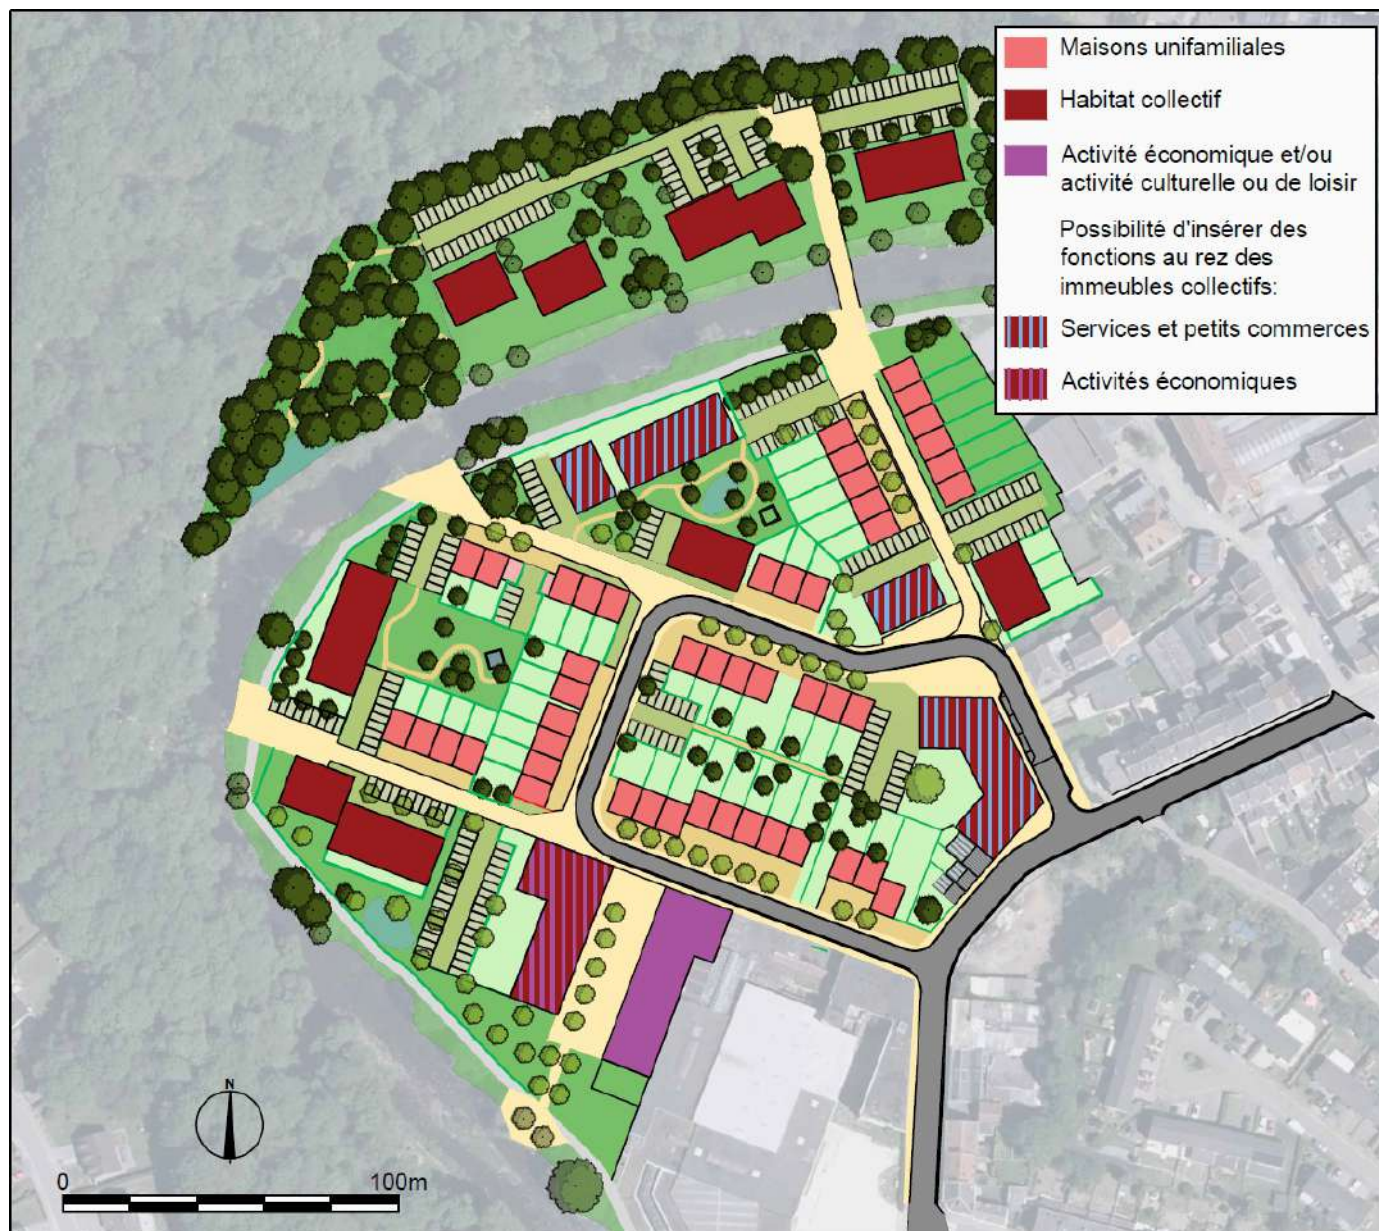 Maisons unifamiliales
Habitat collectif
Activité économique et/ou
activité culturelle ou de loisir
Possibilité d'insérer des
fonctions au rez des
immeubles collectifs:
Services et petits commerces
Activités économiques
N
0 100m